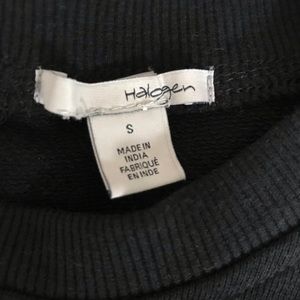 Halogen
S
MADE IN
INDIA
FABRIQUÉ
EN INDE